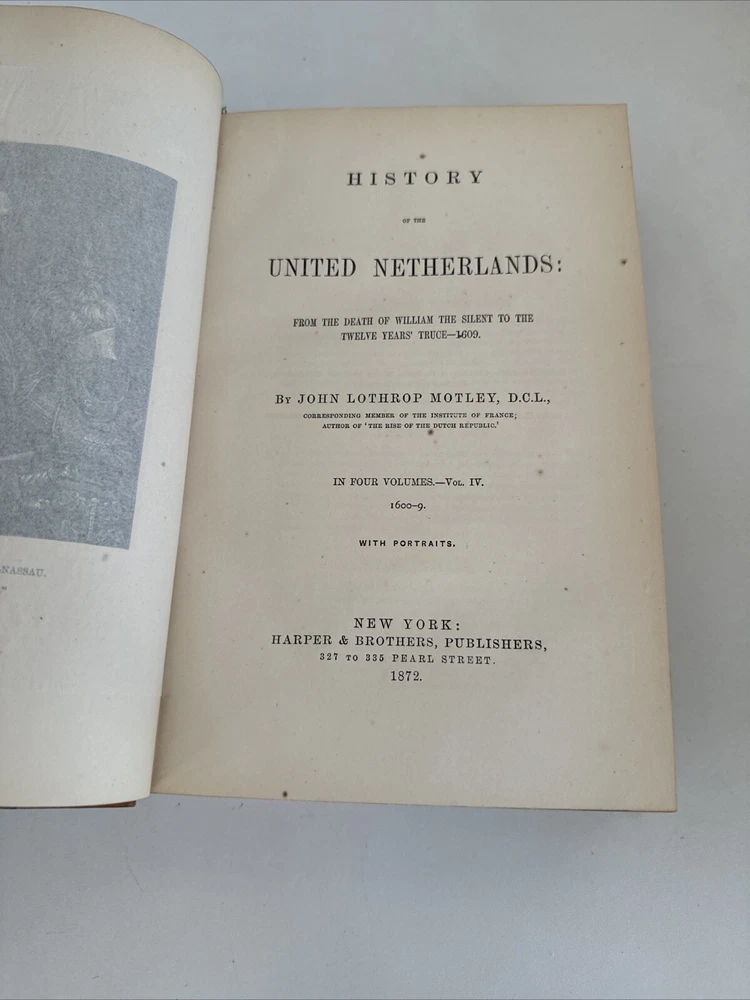 NASSAU.
HISTORY
OF THE
UNITED NETHERLANDS:
FROM THE DEATH OF WILLIAM THE SILENT TO THE
TWELVE YEARS' TRUCE—1609.
BY JOHN LOTHROP MOTLEY, D.C.L.,
CORRESPONDING MEMBER OF THE INSTITUTE OF FRANCE;
AUTHOR OF 'THE RISE OF THE DUTCH REPUBLIC.'
IN FOUR VOLUMES.—VOL. IV.
1600–9.
WITH PORTRAITS.
NEW YORK:
HARPER & BROTHERS, PUBLISHERS,
327 TO 335 PEARL STREET.
1872.